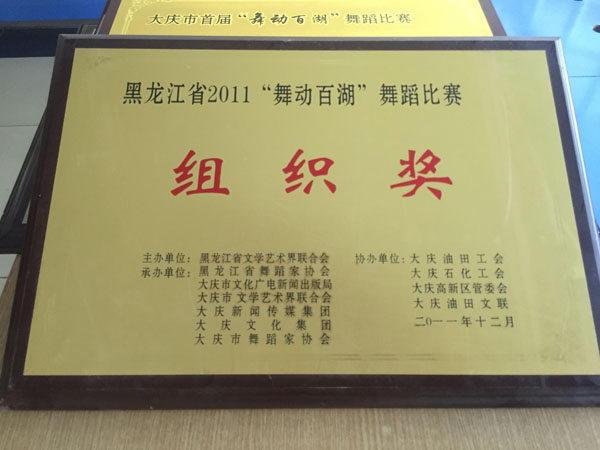 大庆市首届“舞动百湖”舞蹈比赛
黑龙江省2011“舞动百湖”舞蹈比赛
组织奖
主办单位:黑龙江省文学艺术界联合会
承办单位:黑龙江省舞蹈家协会
大庆市文化广电新闻出版局
大庆市文学艺术界联合会
大庆新闻传媒集团
大庆文化集团
大庆市舞蹈家协会
协办单位:大庆油田工会
大庆石化工会
大庆高新区管委会
大庆油田文联
二〇一一年十二月